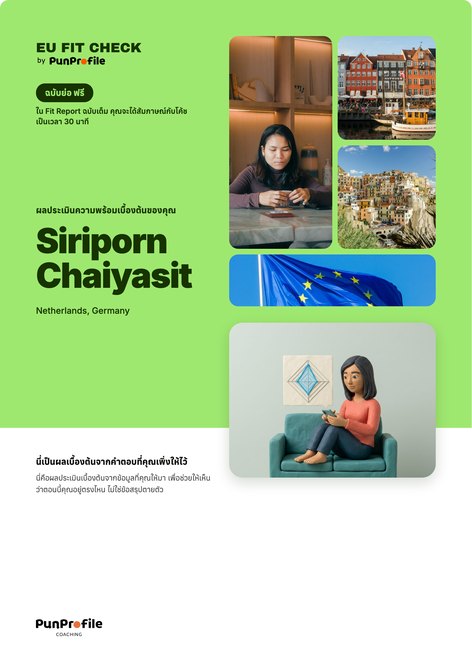 EU FIT CHECK
by PunProfile
ฉบับย่อ ฟรี
ใน Fit Report ฉบับเต็ม คุณจะได้สัมภาษณ์กับโค้ช
เป็นเวลา 30 นาที
ผลประเมินความพร้อมเบื้องต้นของคุณ
Siriporn
Chaiyasit
Netherlands, Germany
นี่เป็นผลเบื้องต้นจากคำตอบที่คุณเพิ่งให้ไว้
นี่คือผลประเมินเบื้องต้นจากข้อมูลที่คุณให้มา เพื่อช่วยให้เห็น
ว่าตอนนี้คุณอยู่ตรงไหน ไม่ใช่ข้อสรุปตายตัว
PunProfile
COACHING